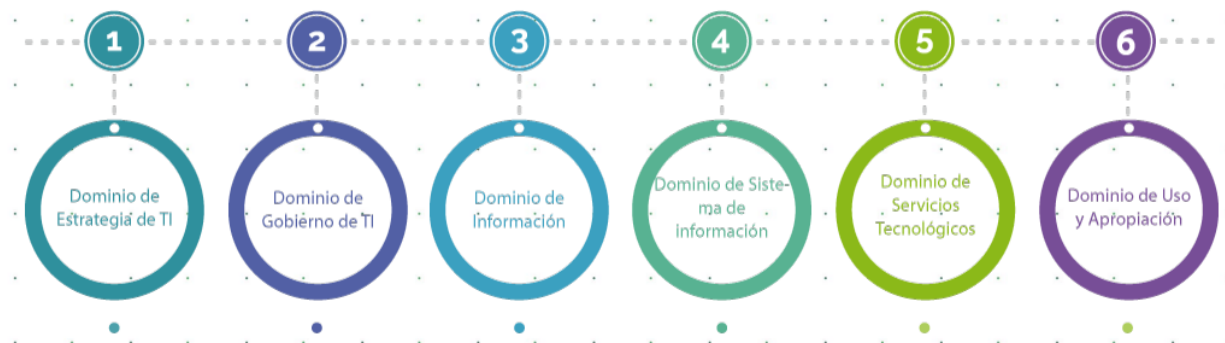 1
2
3
4
5
6
Dominio de
Estrategia de TI
Dominio de
Gobierno de TI
Dominio de
Información
Dominio de Siste-
ma de
información
Dominio de
Servicios
Tecnológicos
Dominio de Uso
y Apropiación